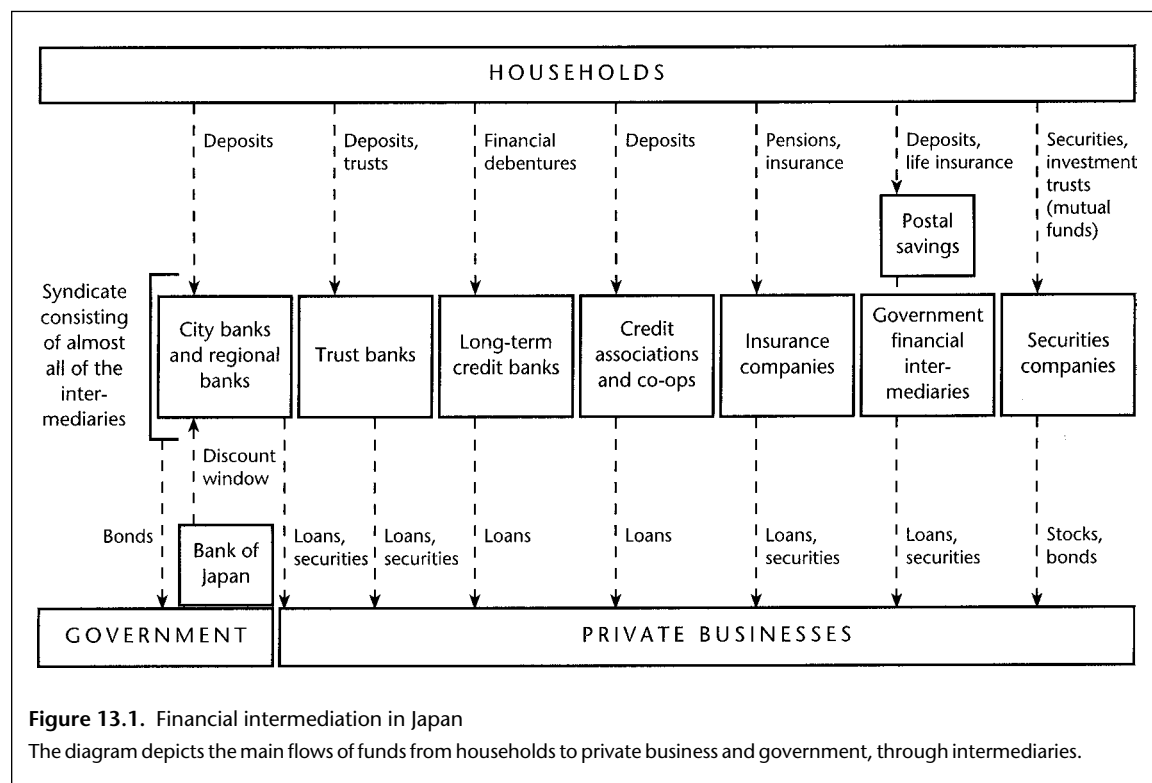 HOUSEHOLDS
Deposits
Deposits,
trusts
Financial
debentures
Deposits
Pensions,
insurance
Deposits,
life insurance
Securities,
investment
trusts
(mutual
funds)
Postal
savings
Syndicate
consisting
of almost
all of the
inter-
mediaries
City banks
and regional
banks
Trust banks
Long-term
credit banks
Credit
associations
and co-ops
Insurance
companies
Government
financial
inter-
mediaries
Securities
companies
Discount
window
Bonds
Bank of
Japan
Loans,
securities
Loans,
securities
Loans
Loans
Loans,
securities
Loans,
securities
Stocks,
bonds
GOVERNMENT
PRIVATE BUSINESSES
Figure 13.1. Financial intermediation in Japan
The diagram depicts the main flows of funds from households to private business and government, through intermediaries.